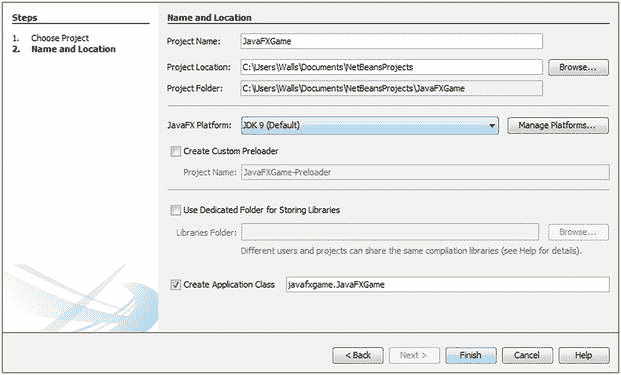 Steps
1. Choose Project
2. Name and Location
Name and Location
Project Name: JavaFXGame
Project Location: C:\Users\Walls\Documents\NetBeansProjects Browse...
Project Folder: C:\Users\Walls\Documents\NetBeansProjects\JavaFXGame
JavaFX Platform: JDK 9 (Default) Manage Platforms...
Create Custom Preloader
Project Name: JavaFXGame-Preloader
Use Dedicated Folder for Storing Libraries
Libraries Folder: Browse...
Different users and projects can share the same compilation libraries (see Help for details).
Create Application Class javafxgame.JavaFXGame
< Back Next > Finish Cancel Help